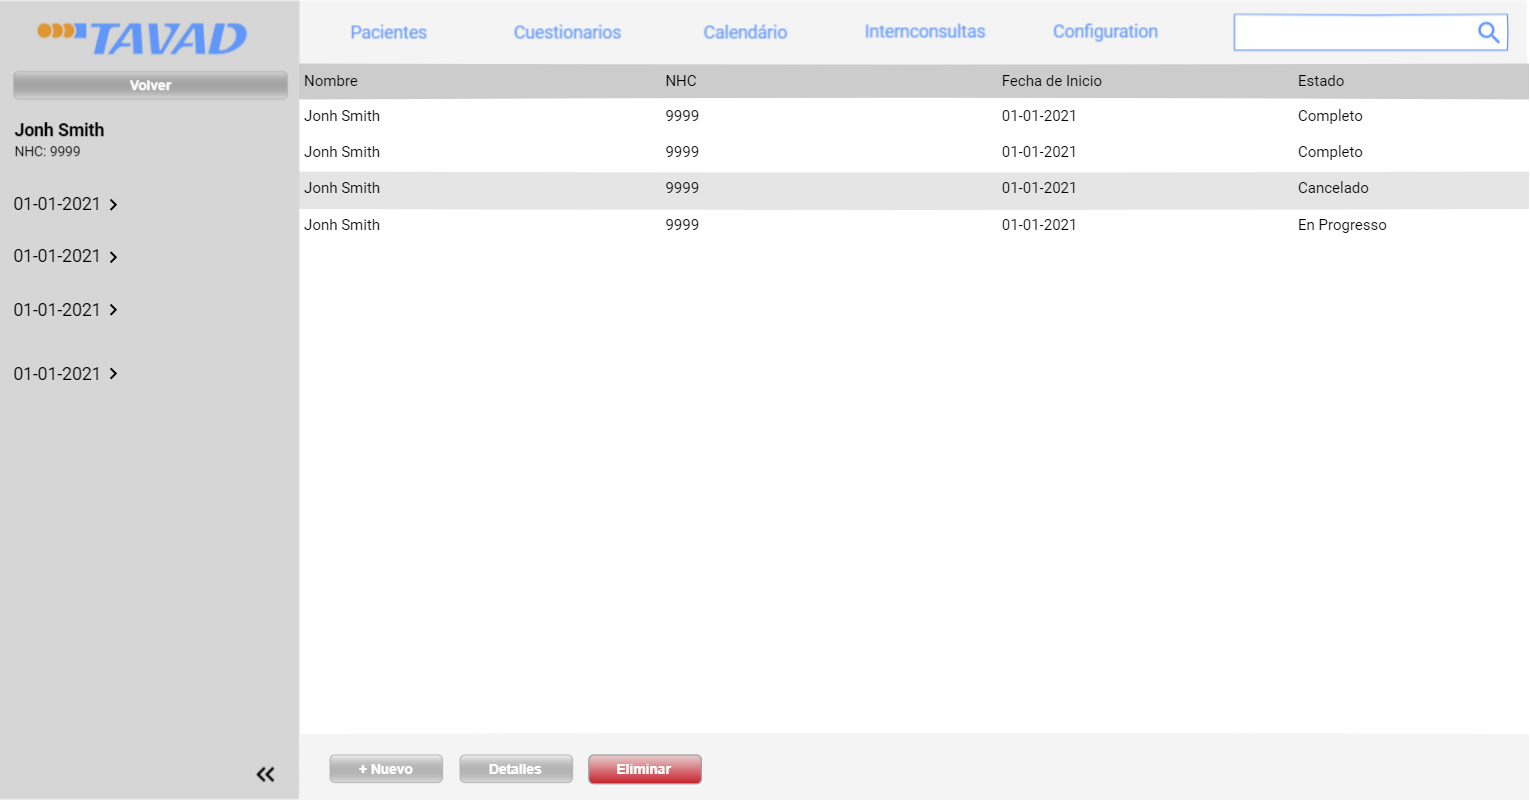 TAVAD
Pacientes Cuestionarios Calendário Internconsultas Configuration
Volver
Jonh Smith
NHC: 9999
01-01-2021
01-01-2021
01-01-2021
01-01-2021
Nombre NHC Fecha de Inicio Estado
Jonh Smith 9999 01-01-2021 Completo
Jonh Smith 9999 01-01-2021 Completo
Jonh Smith 9999 01-01-2021 Cancelado
Jonh Smith 9999 01-01-2021 En Progresso
+ Nuevo Detalles Eliminar